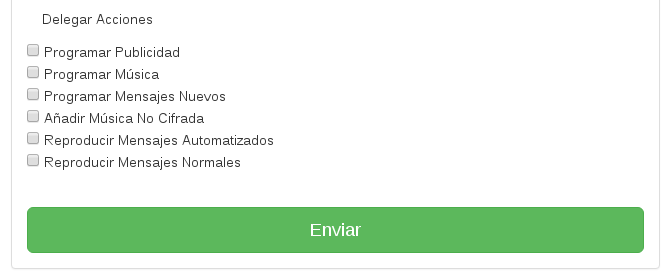 Delegar Acciones
Programar Publicidad
Programar Música
Programar Mensajes Nuevos
Añadir Música No Cifrada
Reproducir Mensajes Automatizados
Reproducir Mensajes Normales
Enviar